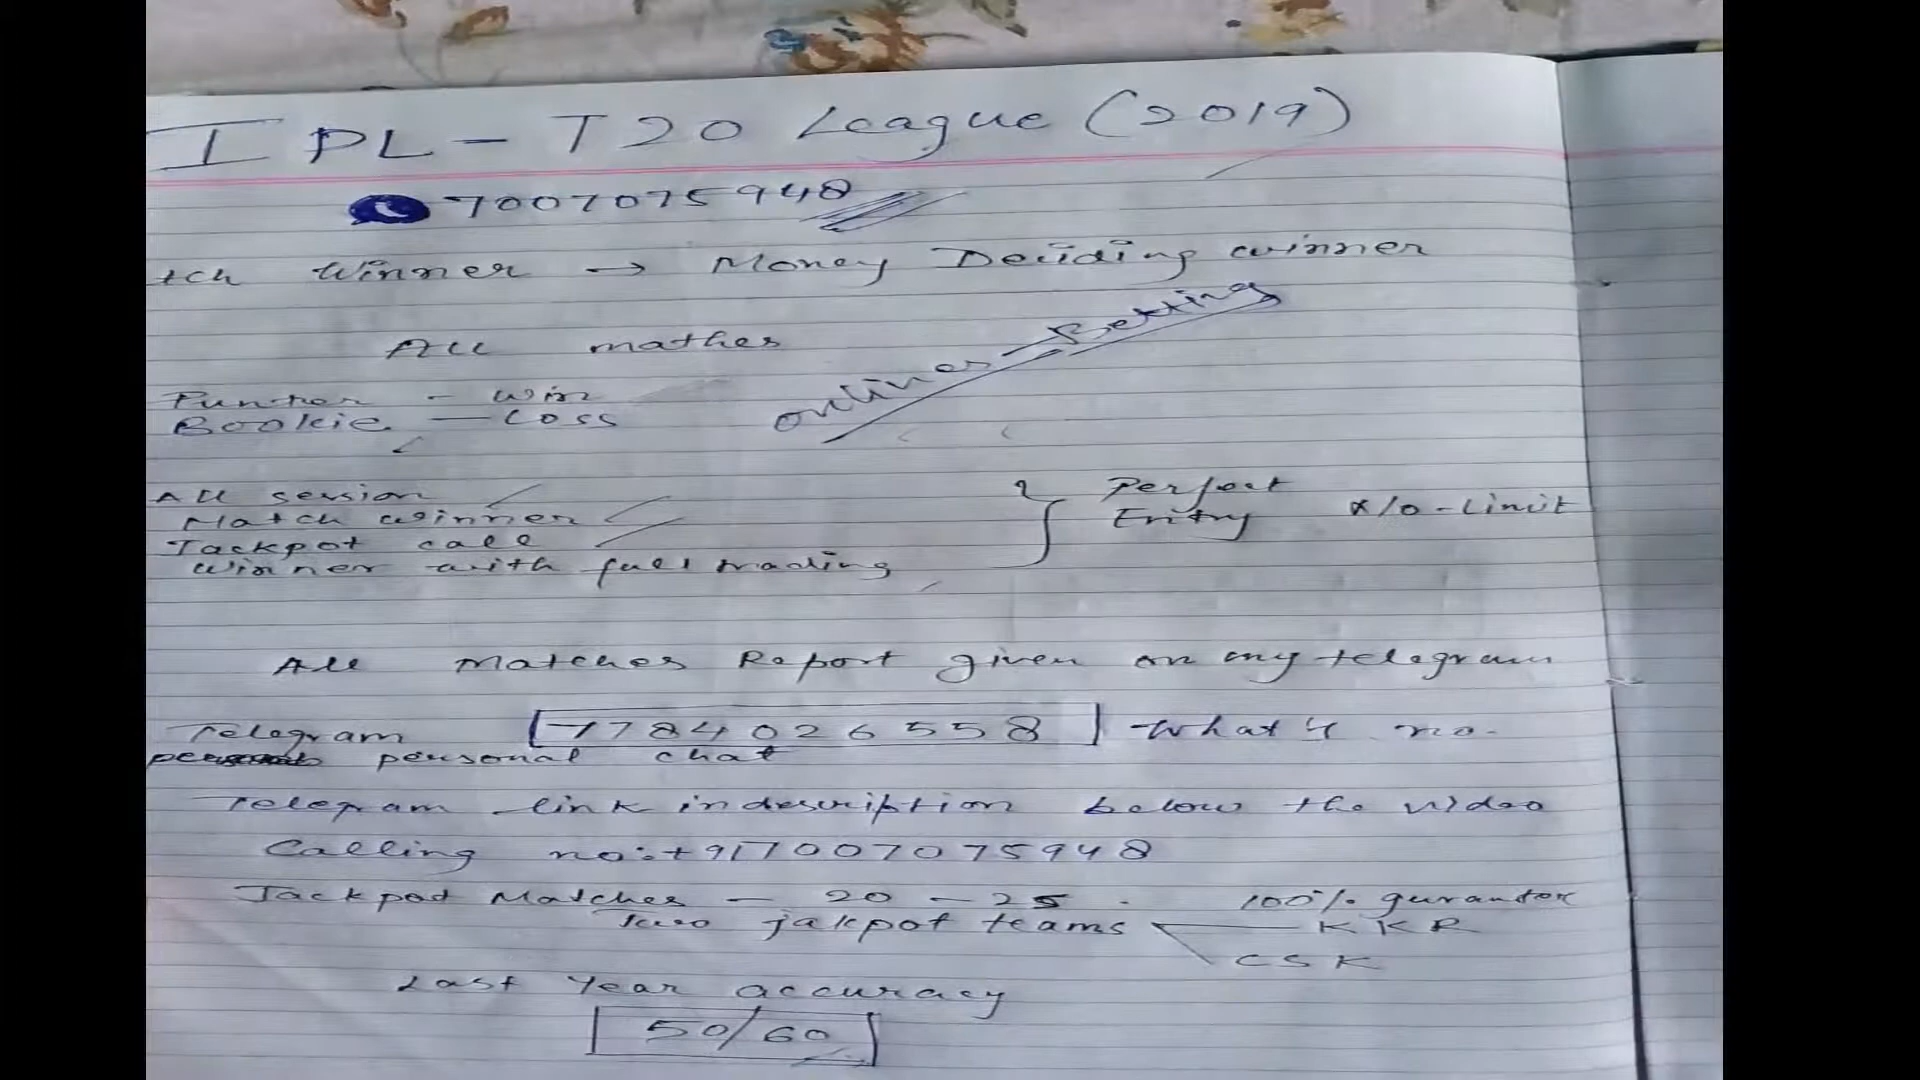 IPL - T20 League (2019)
7007075948
tch Winner → Money Deciding winner
Onlines - Betting
All mathes
Punter - win
Bookie - Loss
All session
Match winner
Jackpot call
Winner with full trading
} Perfect
Entry
All Matches Report given on my telegram
Telegram [7784026558] What's no.
personal chat
Telegram link in description below the video
Calling no:+917007075948
Jackpot Matches - 20 - 25 . 100% gurantee
Two jakpot teams KKR
CSK
Last Year accuracy
50/60